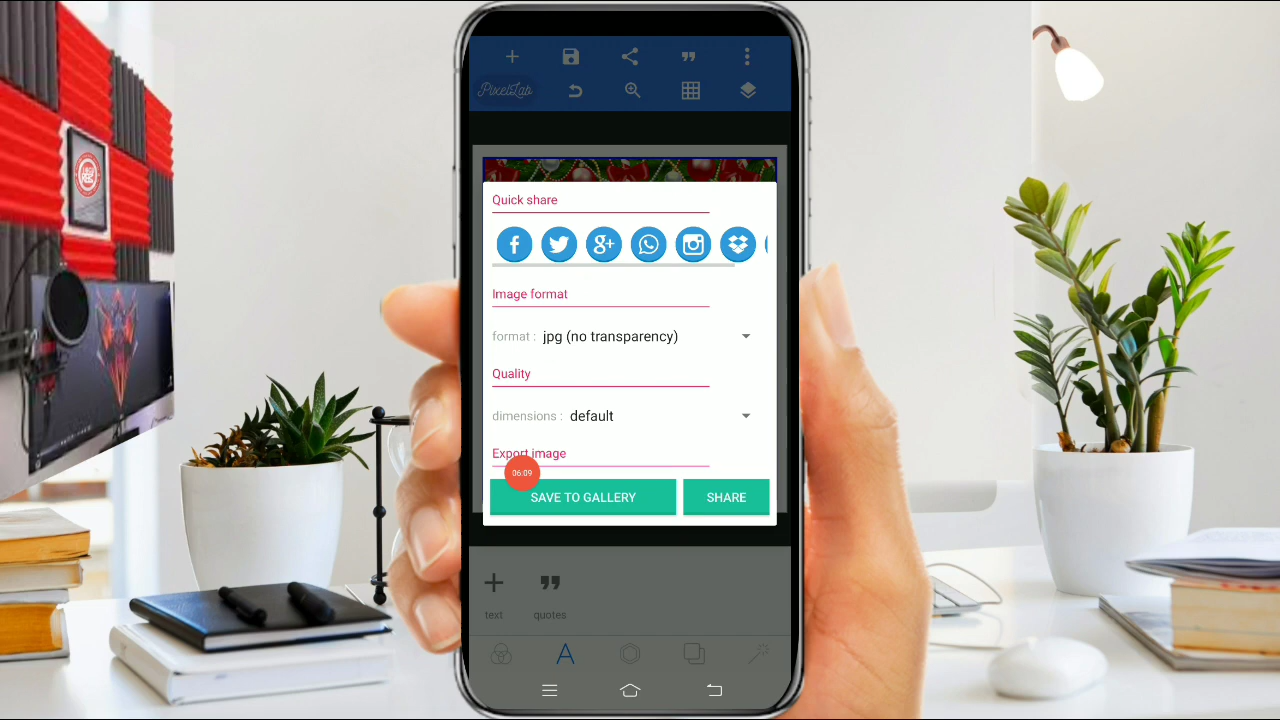 PixelLab
Quick share
Image format
format : jpg (no transparency)
Quality
dimensions : default
Export image
06:09
SAVE TO GALLERY
SHARE
text
quotes